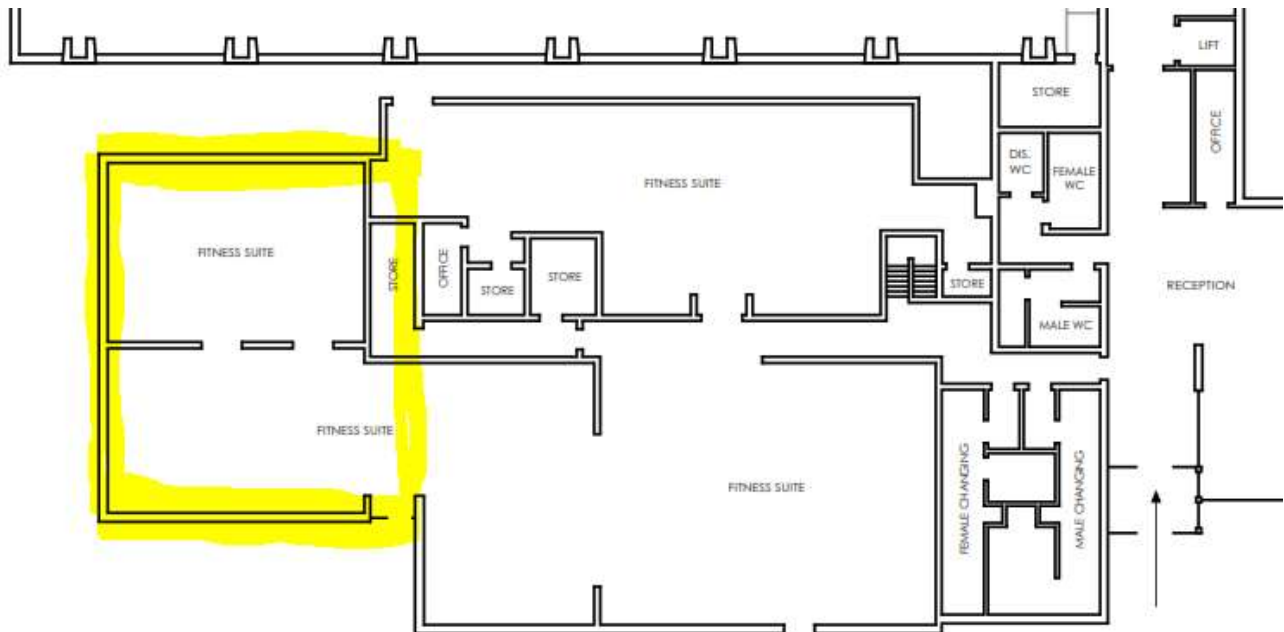 LIFT
STORE
OFFICE
DIS.
WC
FEMALE
WC
FITNESS SUITE
FITNESS SUITE
STORE
OFFICE
STORE
STORE
STORE
RECEPTION
MALE WC
FITNESS SUITE
FITNESS SUITE
FEMALE CHANGING
MALE CHANGING